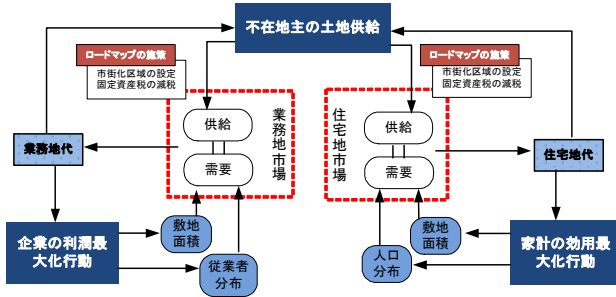 不在地主の土地供給
ロードマップの施策
市街化区域の設定
固定資産税の減税
ロードマップの施策
市街化区域の設定
固定資産税の減税
供給
需要
業務地市場
住宅地市場
供給
需要
業務地代
住宅地代
企業の利潤最
大化行動
敷地
面積
従業者
分布
人口
分布
敷地
面積
家計の効用最
大化行動